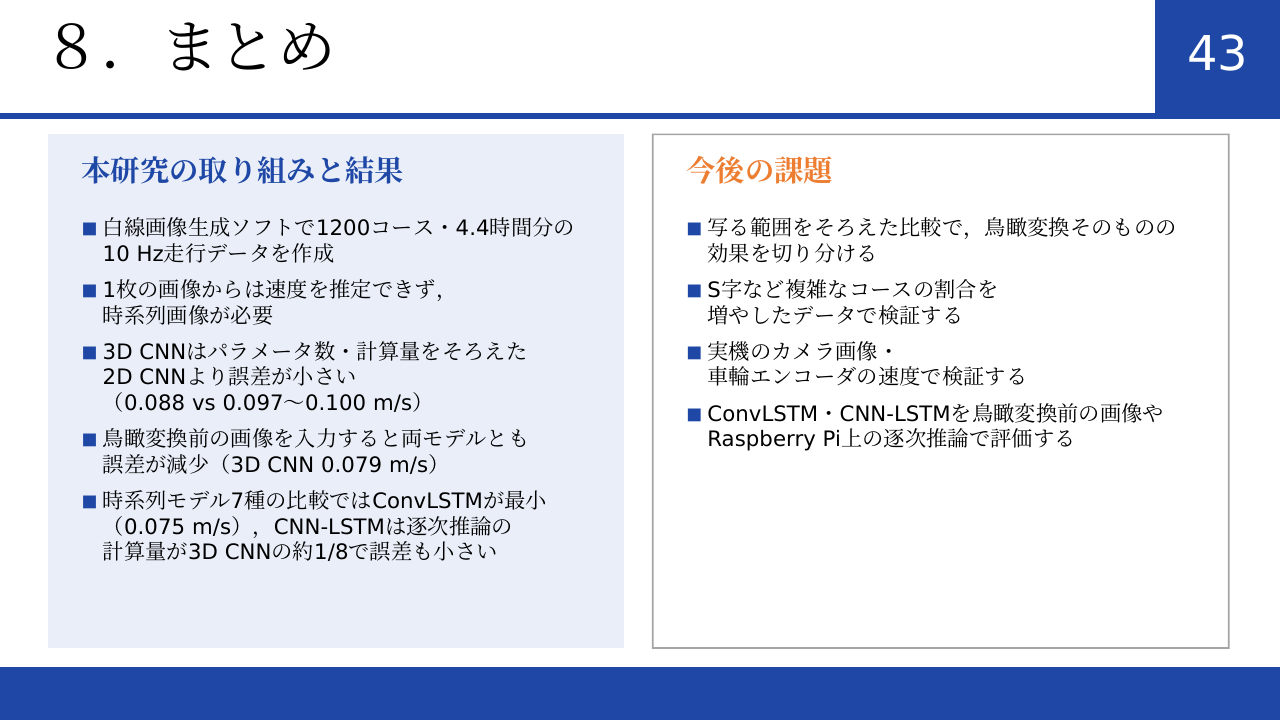 ８．まとめ
43
本研究の取り組みと結果
■白線画像生成ソフトで1200コース・4.4時間分の
10 Hz走行データを作成
■1枚の画像からは速度を推定できず，
時系列画像が必要
■3D CNNはパラメータ数・計算量をそろえた
2D CNNより誤差が小さい
（0.088 vs 0.097～0.100 m/s）
■鳥瞰変換前の画像を入力すると両モデルとも
誤差が減少（3D CNN 0.079 m/s）
■時系列モデル7種の比較ではConvLSTMが最小
（0.075 m/s），CNN-LSTMは逐次推論の
計算量が3D CNNの約1/8で誤差も小さい
今後の課題
■写る範囲をそろえた比較で，鳥瞰変換そのものの
効果を切り分ける
■S字など複雑なコースの割合を
増やしたデータで検証する
■実機のカメラ画像・
車輪エンコーダの速度で検証する
■ConvLSTM・CNN-LSTMを鳥瞰変換前の画像や
Raspberry Pi上の逐次推論で評価する